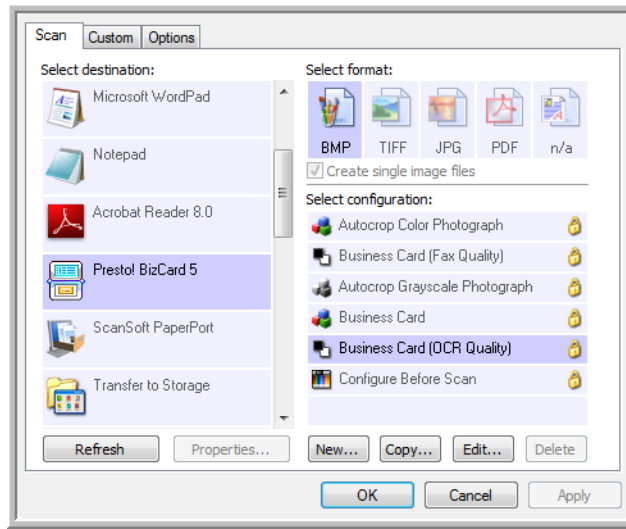 Scan Custom Options
Select destination:
Microsoft WordPad
Notepad
Acrobat Reader 8.0
Presto! BizCard 5
ScanSoft PaperPort
Transfer to Storage
Refresh Properties...
Select format:
BMP TIFF JPG PDF n/a
Create single image files
Select configuration:
Autocrop Color Photograph
Business Card (Fax Quality)
Autocrop Grayscale Photograph
Business Card
Business Card (OCR Quality)
Configure Before Scan
New... Copy... Edit... Delete
OK Cancel Apply